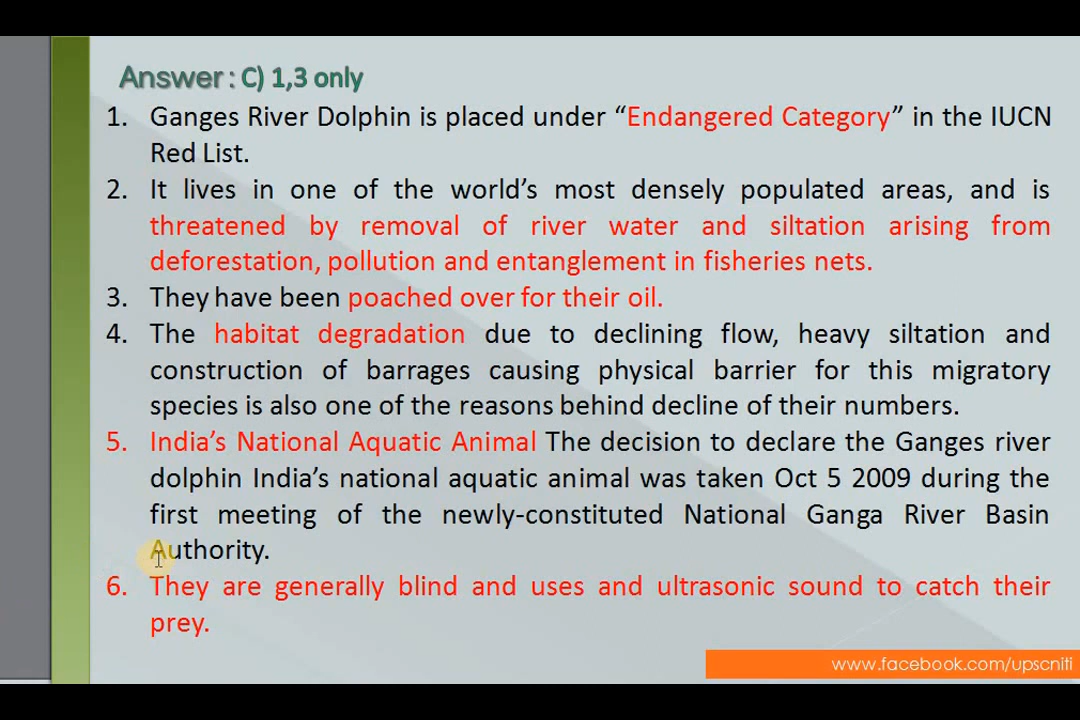 Answer : C) 1,3 only
1. Ganges River Dolphin is placed under “Endangered Category” in the IUCN
Red List.
2. It lives in one of the world’s most densely populated areas, and is
threatened by removal of river water and siltation arising from
deforestation, pollution and entanglement in fisheries nets.
3. They have been poached over for their oil.
4. The habitat degradation due to declining flow, heavy siltation and
construction of barrages causing physical barrier for this migratory
species is also one of the reasons behind decline of their numbers.
5. India’s National Aquatic Animal The decision to declare the Ganges river
dolphin India’s national aquatic animal was taken Oct 5 2009 during the
first meeting of the newly-constituted National Ganga River Basin
Authority.
6. They are generally blind and uses and ultrasonic sound to catch their
prey.
www.facebook.com/upscniti